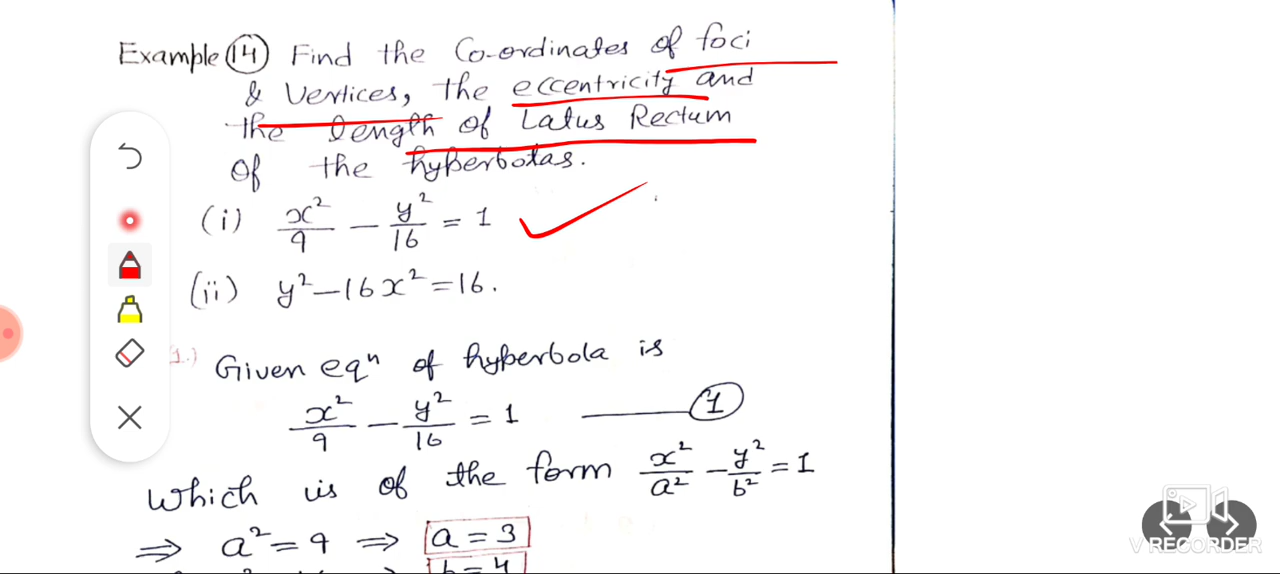 Example 14 Find the Co-ordinates of foci
& Vertices, the eccentricity and
the length of Latus Rectum
of the hyperbolas.
(i) x²/9 − y²/16 = 1
(ii) y²−16x²=16.
1.) Given eqⁿ of hyperbola is
x²/9 − y²/16 = 1 —— 1
Which is of the form x²/a² − y²/b² = 1
⇒ a² = 9 ⇒ a = 3
b = 4
V RECORDER